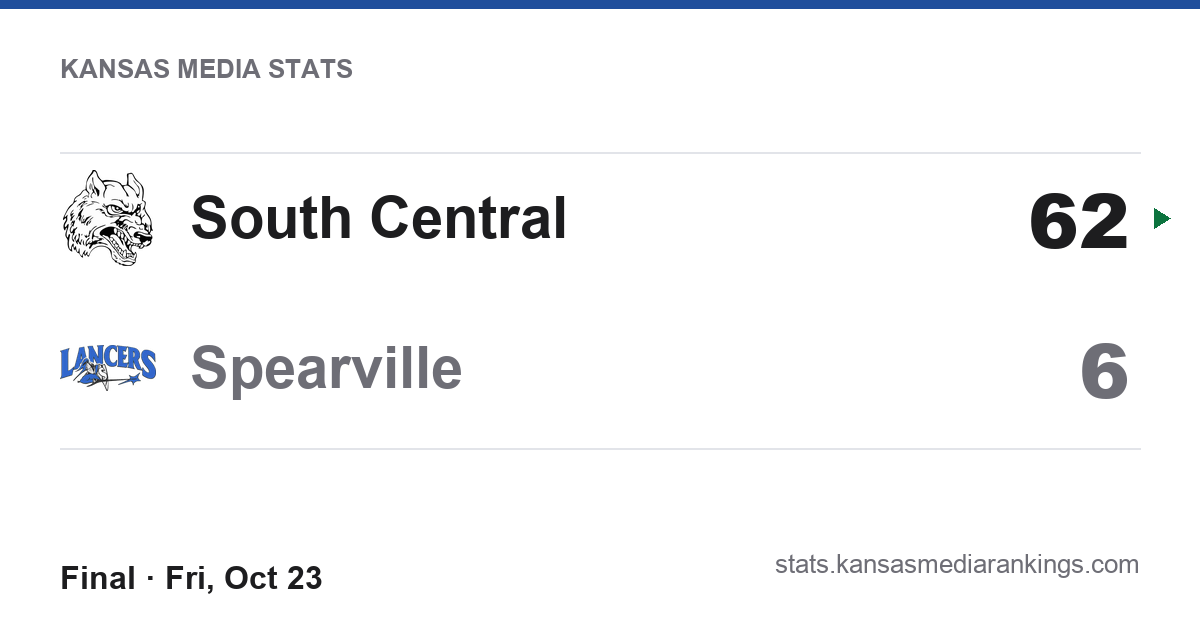 KANSAS MEDIA STATS
South Central 62
LANCERS
Spearville 6
Final · Fri, Oct 23
stats.kansasmediarankings.com